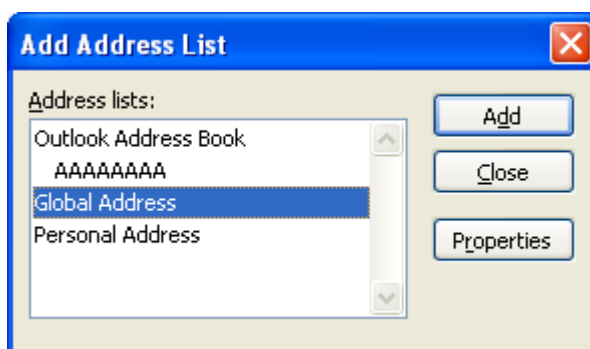 Add Address List
Address lists:
Outlook Address Book
AAAAAAAA
Global Address
Personal Address
Add
Close
Properties